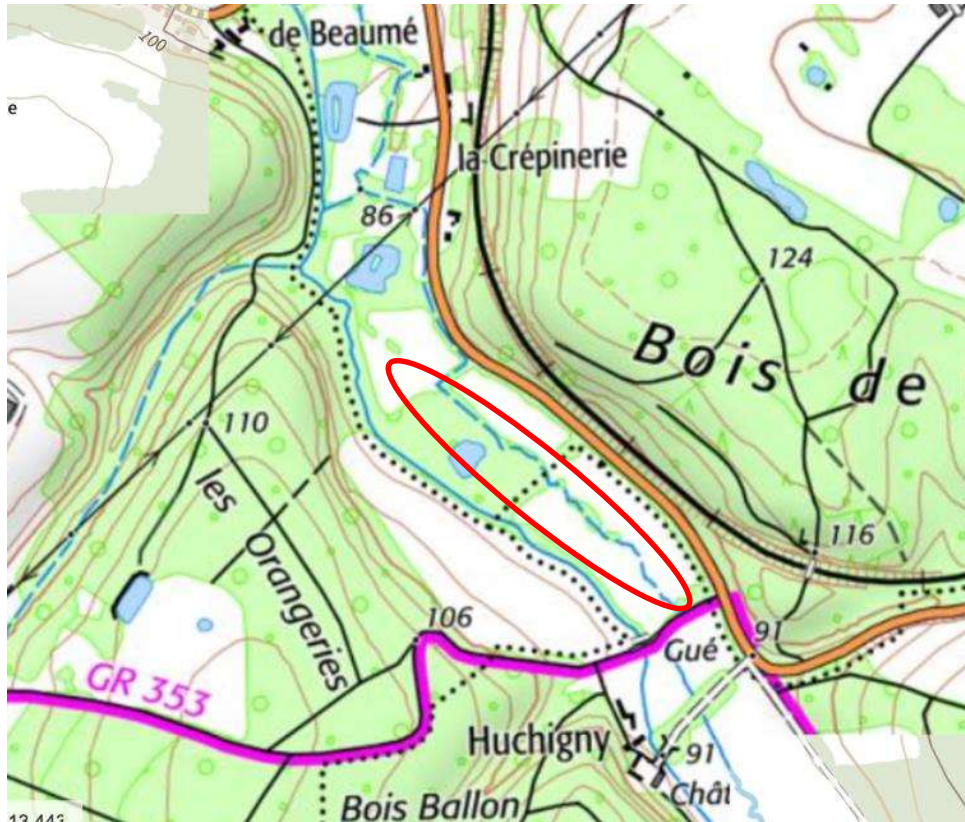 100
de Beaumé
e
la Crépinerie
86
124
Bois de
110
les
Orangeries
116
106
91
Gué
GR 353
Huchigny
91
Chât
Bois Ballon